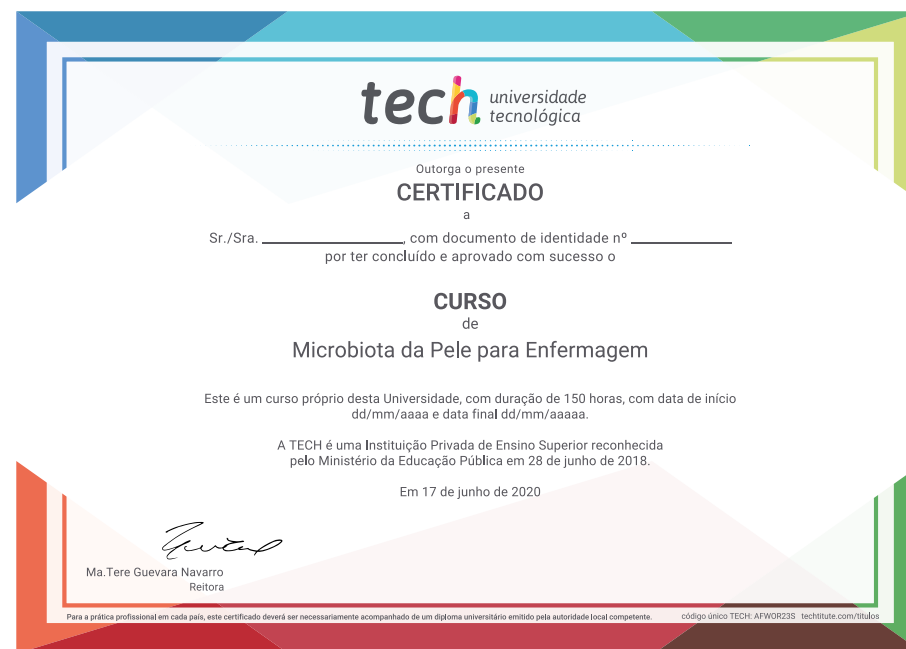 tech universidade
tecnológica
Outorga o presente
CERTIFICADO
a
Sr./Sra. ____________________, com documento de identidade nº ______________
por ter concluído e aprovado com sucesso o
CURSO
de
Microbiota da Pele para Enfermagem
Este é um curso próprio desta Universidade, com duração de 150 horas, com data de início
dd/mm/aaaa e data final dd/mm/aaaaa.
A TECH é uma Instituição Privada de Ensino Superior reconhecida
pelo Ministério da Educação Pública em 28 de junho de 2018.
Em 17 de junho de 2020
Ma.Tere Guevara Navarro
Reitora
Para a prática profissional em cada país, este certificado deverá ser necessariamente acompanhado de um diploma universitário emitido pela autoridade local competente. código único TECH: AFWOR23S techtitute.com/titulos